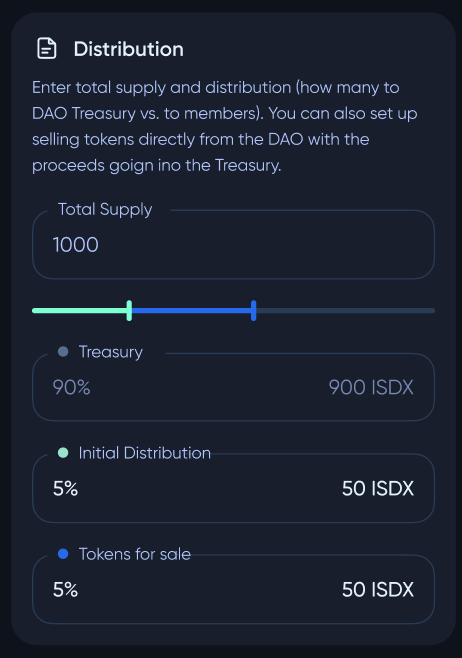 Distribution
Enter total supply and distribution (how many to
DAO Treasury vs. to members). You can also set up
selling tokens directly from the DAO with the
proceeds goign ino the Treasury.
Total Supply
1000
Treasury
90% 900 ISDX
Initial Distribution
5% 50 ISDX
Tokens for sale
5% 50 ISDX